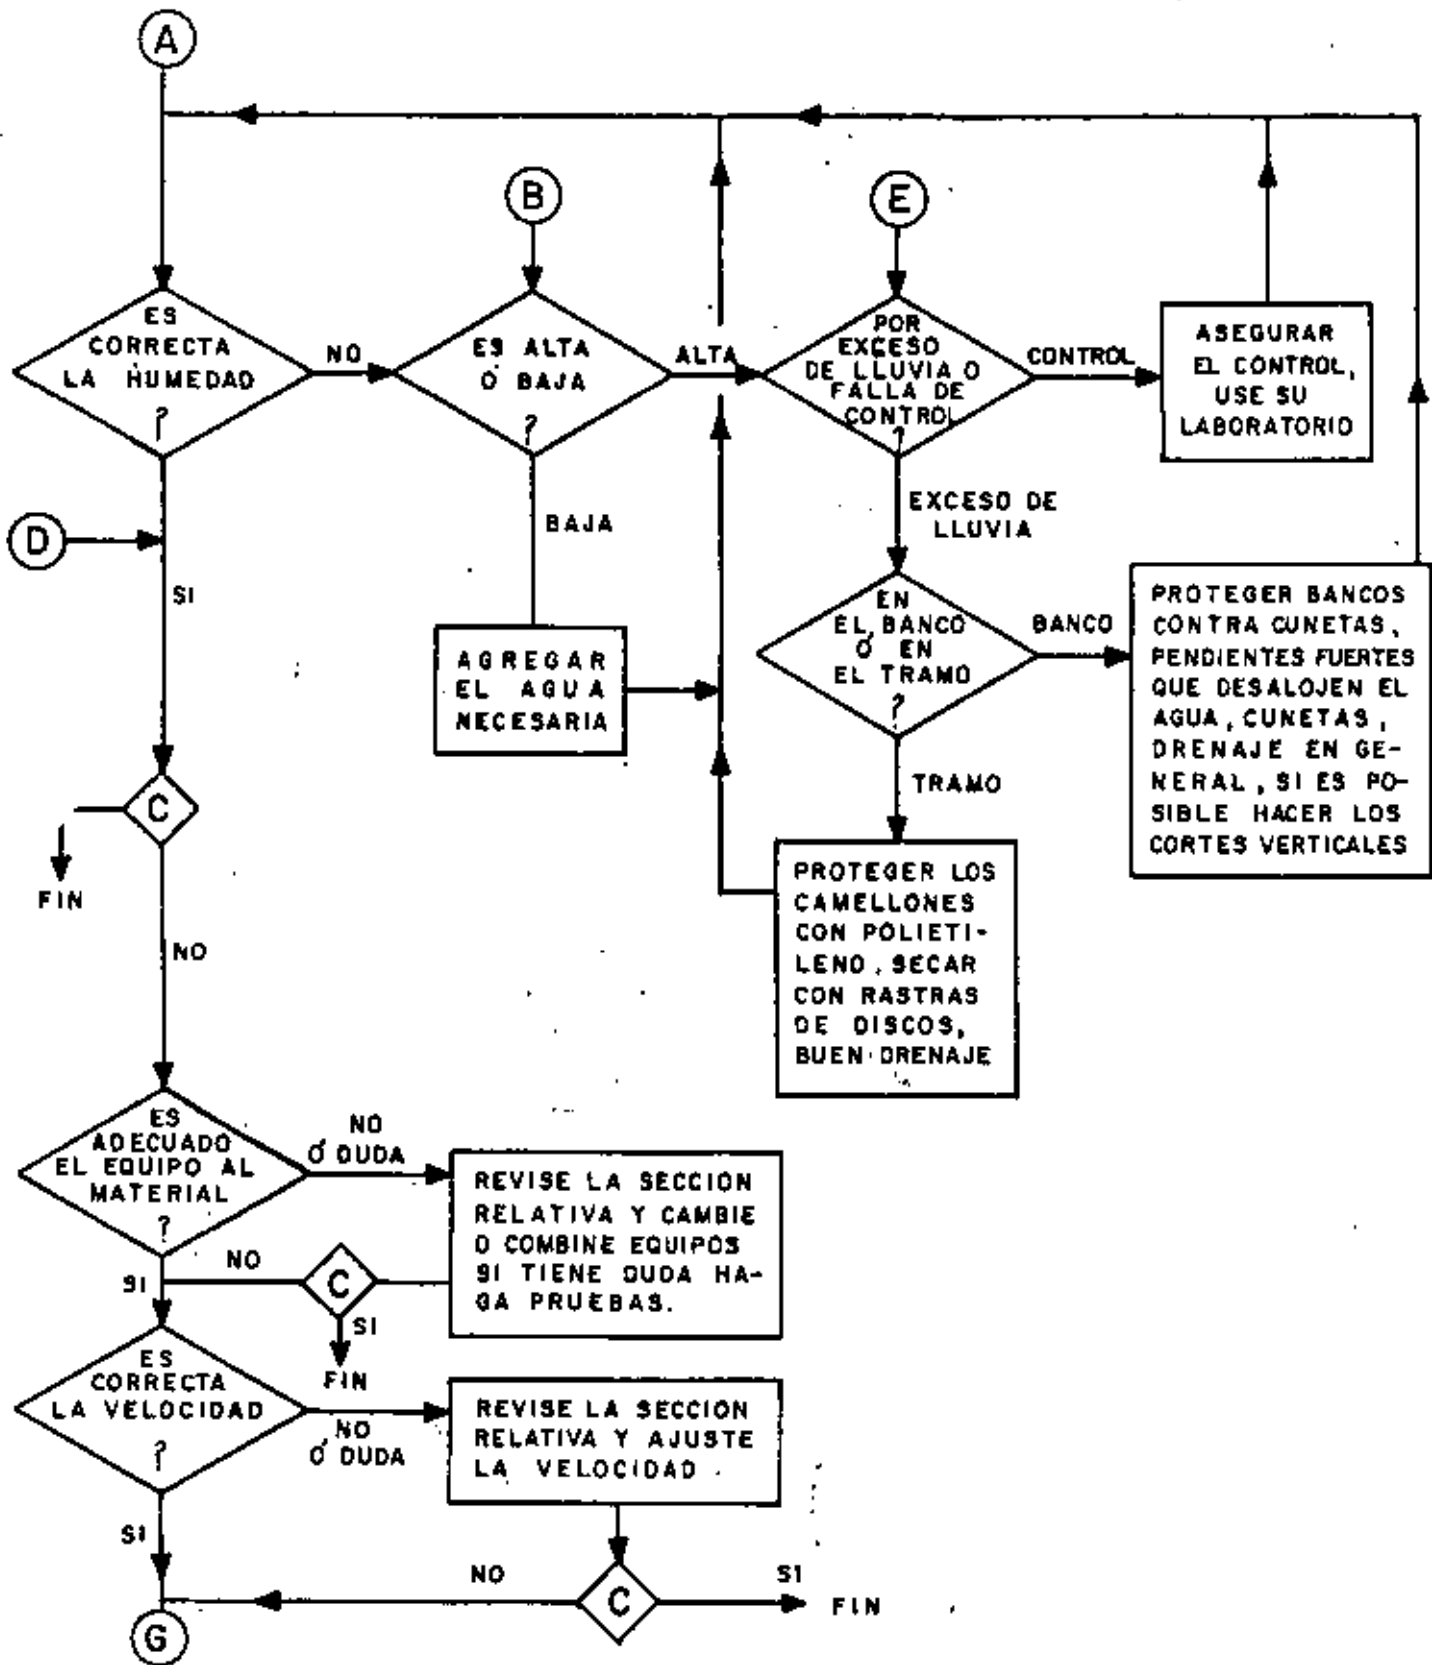 A
B
E
ES
CORRECTA
LA HUMEDAD
?
NO
ES ALTA
Ó BAJA
?
ALTA
POR
EXCESO
DE LLUVIA O
FALLA DE
CONTROL
?
CONTROL
ASEGURAR
EL CONTROL,
USE SU
LABORATORIO
D
SI
BAJA
EXCESO DE
LLUVIA
AGREGAR
EL AGUA
NECESARIA
EN
EL BANCO
Ó EN
EL TRAMO
?
BANCO
PROTEGER BANCOS
CONTRA CUNETAS,
PENDIENTES FUERTES
QUE DESALOJEN EL
AGUA, CUNETAS,
DRENAJE EN GE-
NERAL, SI ES PO-
SIBLE HACER LOS
CORTES VERTICALES
TRAMO
PROTEGER LOS
CAMELLONES
CON POLIETI-
LENO, SECAR
CON RASTRAS
DE DISCOS,
BUEN DRENAJE
C
FIN
NO
ES
ADECUADO
EL EQUIPO AL
MATERIAL
?
NO
Ó DUDA
REVISE LA SECCION
RELATIVA Y CAMBIE
O COMBINE EQUIPOS
SI TIENE DUDA HA-
GA PRUEBAS.
SI
NO
C
SI
FIN
ES
CORRECTA
LA VELOCIDAD
?
NO
Ó DUDA
REVISE LA SECCION
RELATIVA Y AJUSTE
LA VELOCIDAD
SI
NO
C
SI
FIN
G